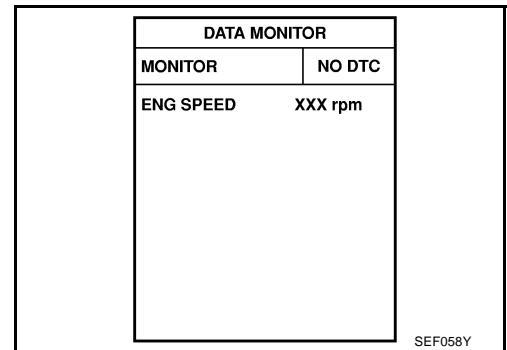 DATA MONITOR
MONITOR NO DTC
ENG SPEED XXX rpm
SEF058Y